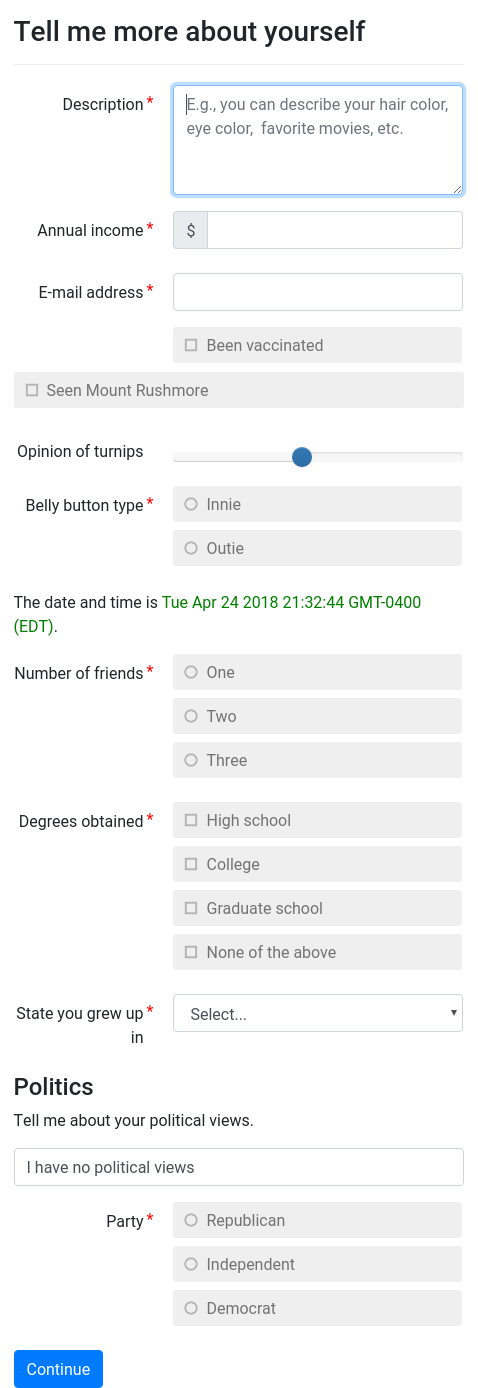 Tell me more about yourself
Description *
E.g., you can describe your hair color,
eye color,  favorite movies, etc.
Annual income *
$
E-mail address *
Been vaccinated
Seen Mount Rushmore
Opinion of turnips
Belly button type *
Innie
Outie
The date and time is Tue Apr 24 2018 21:32:44 GMT-0400
(EDT).
Number of friends *
One
Two
Three
Degrees obtained *
High school
College
Graduate school
None of the above
State you grew up *
in
Select...
Politics
Tell me about your political views.
I have no political views
Party *
Republican
Independent
Democrat
Continue